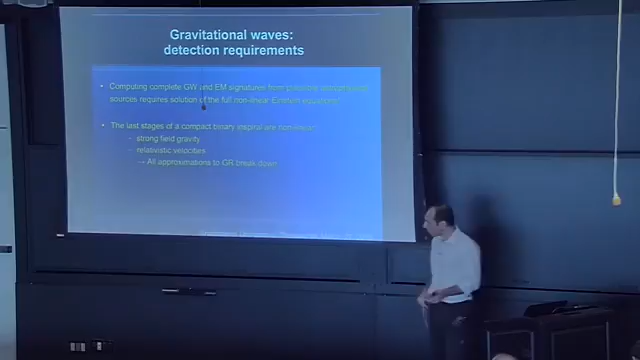 Gravitational waves:
detection requirements
• Computing complete GW and EM signatures from
sources requires solution of the full non-linear Einstein equations
• The last stages of a compact binary inspiral are non-linear:
- strong field gravity
- relativistic velocities
→ All approximations to GR break down